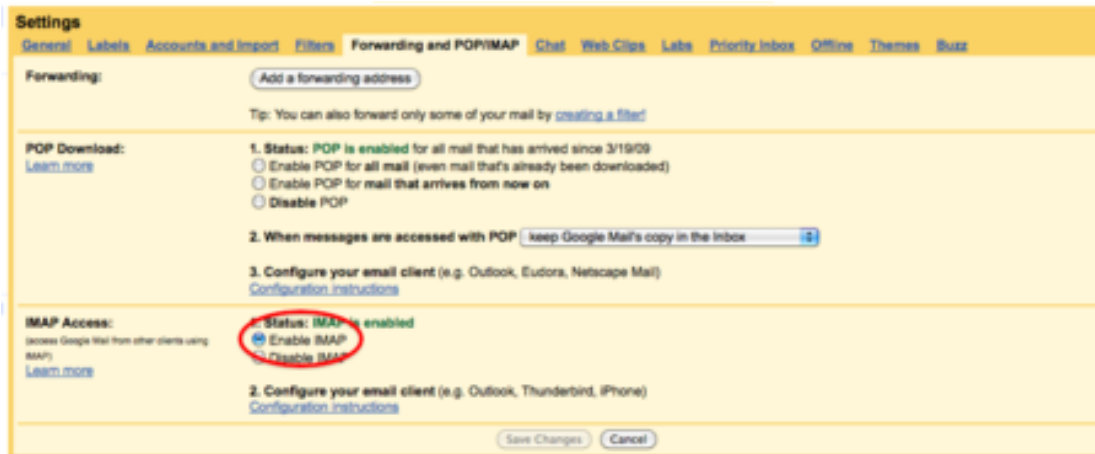 Settings
General Labels Accounts and Import Filters Forwarding and POP/IMAP Chat Web Clips Labs Priority Inbox Offline Themes Buzz
Forwarding:
Add a forwarding address
Tip: You can also forward only some of your mail by creating a filter!
POP Download:
Learn more
1. Status: POP is enabled for all mail that has arrived since 3/19/09
Enable POP for all mail (even mail that's already been downloaded)
Enable POP for mail that arrives from now on
Disable POP
2. When messages are accessed with POP keep Google Mail's copy in the Inbox
3. Configure your email client (e.g. Outlook, Eudora, Netscape Mail)
Configuration instructions
IMAP Access:
(access Google Mail from other clients using
IMAP)
Learn more
1. Status: IMAP is enabled
Enable IMAP
Disable IMAP
2. Configure your email client (e.g. Outlook, Thunderbird, iPhone)
Configuration instructions
Save Changes Cancel